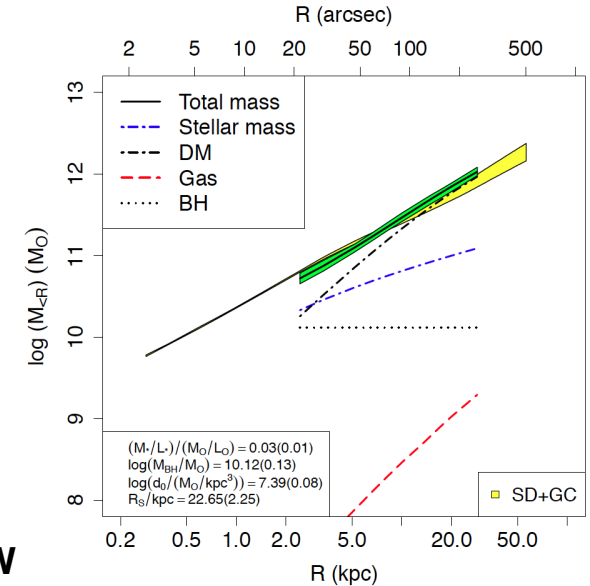 R (arcsec)
2 5 10 20 50 100 500
Total mass
Stellar mass
DM
Gas
BH
log (M<R) (MO)
13
12
11
10
9
8
(M*/L*)/(MO/LO) = 0.03(0.01)
log(MBH/MO) = 10.12(0.13)
log(d0/(MO/kpc³)) = 7.39(0.08)
RS/kpc = 22.65(2.25)
SD+GC
0.2 0.5 1.0 2.0 5.0 20.0 50.0
R (kpc)
w